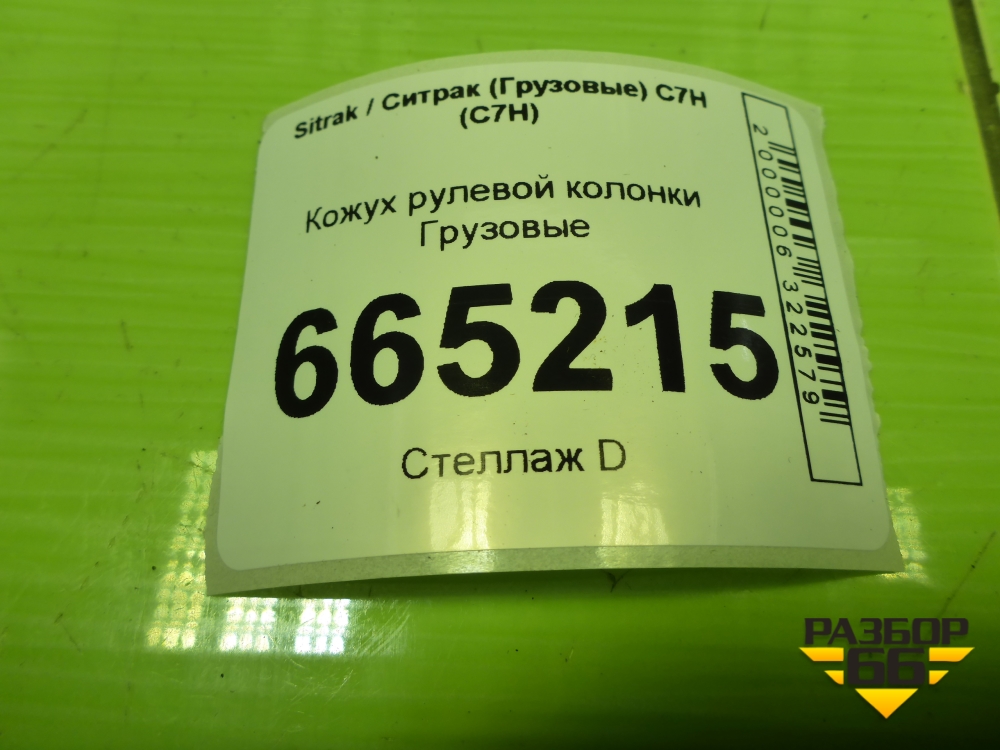 Sitrak / Ситрак (Грузовые) C7H
(C7H)
Кожух рулевой колонки
Грузовые
665215
Стеллаж D
2000006322579
РАЗБОР
66